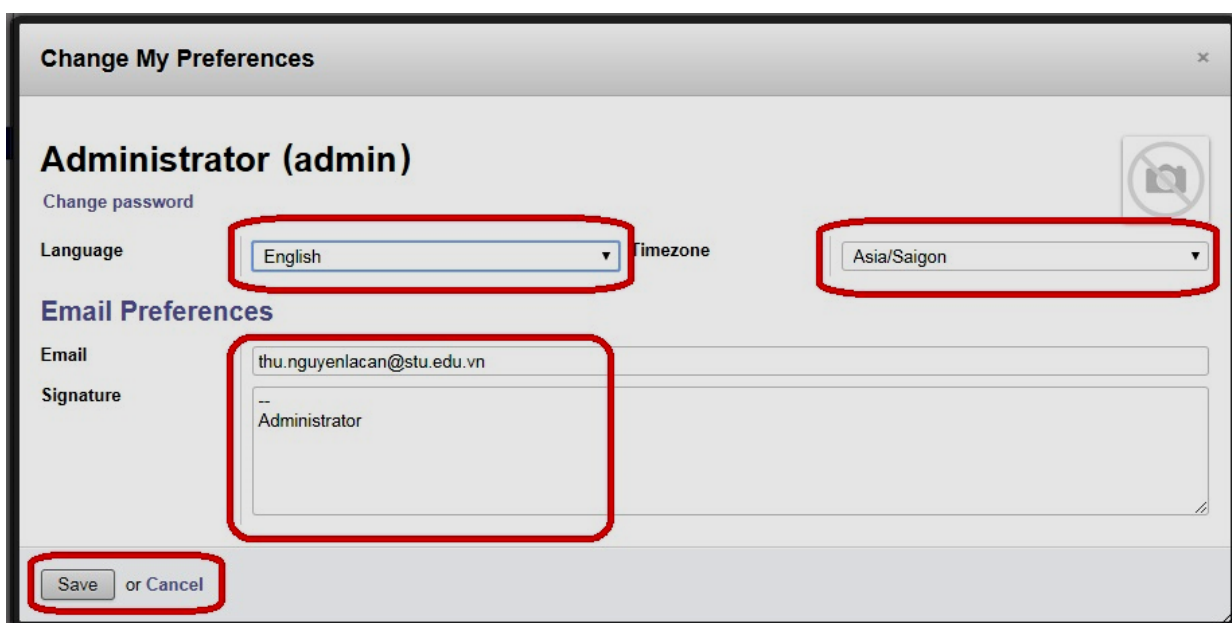 Change My Preferences ×
Administrator (admin)
Change password
Language English Timezone Asia/Saigon
Email Preferences
Email thu.nguyenlacan@stu.edu.vn
Signature --
Administrator
Save or Cancel